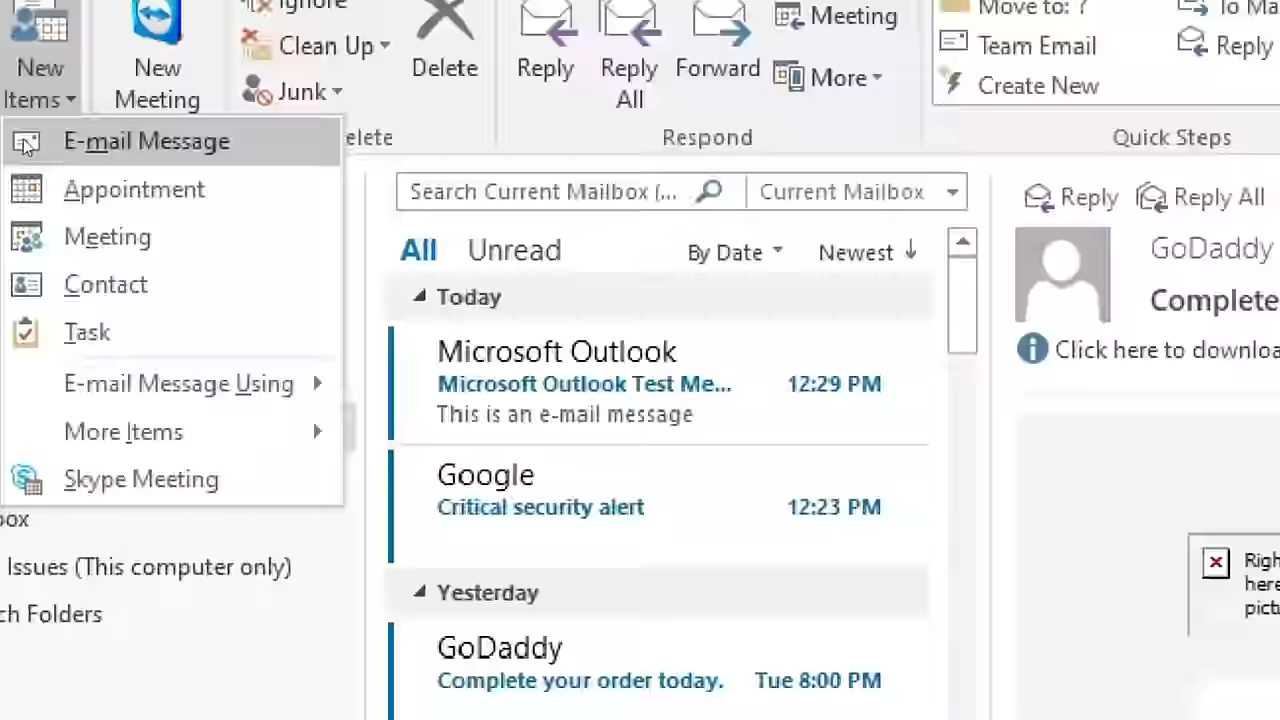 New
Items
New
Meeting
Ignore
Clean Up
Junk
Delete
Reply
Reply
All
Forward
Meeting
More
Respond
Move to: ?
Team Email
Create New
To
Reply
Quick Steps
E-mail Message
Appointment
Meeting
Contact
Task
E-mail Message Using
More Items
Skype Meeting
Issues (This computer only)
Folders
Search Current Mailbox (...
Current Mailbox
All
Unread
By Date
Newest
Today
Microsoft Outlook
Microsoft Outlook Test Me...
12:29 PM
This is an e-mail message
Google
Critical security alert
12:23 PM
Yesterday
GoDaddy
Complete your order today.
Tue 8:00 PM
Reply
Reply All
GoDaddy
Complete
Click here to downloa
Righ
here
pict